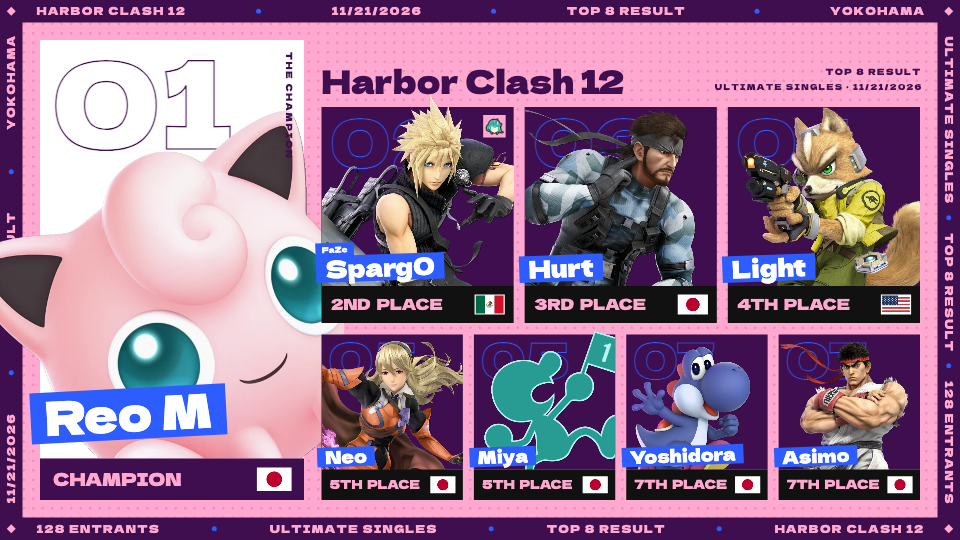 HARBOR CLASH 12
11/21/2026
TOP 8 RESULT
YOKOHAMA
YOKOHAMA
11/21/2026
01
THE CHAMPION
Reo M
CHAMPION
Harbor Clash 12
TOP 8 RESULT
ULTIMATE SINGLES · 11/21/2026
FaZe
SpargO
2ND PLACE
Hurt
3RD PLACE
Light
4TH PLACE
Neo
5TH PLACE
1
Miya
5TH PLACE
Yoshidora
7TH PLACE
Asimo
7TH PLACE
ULTIMATE SINGLES
TOP 8 RESULT
128 ENTRANTS
128 ENTRANTS
ULTIMATE SINGLES
TOP 8 RESULT
HARBOR CLASH 12